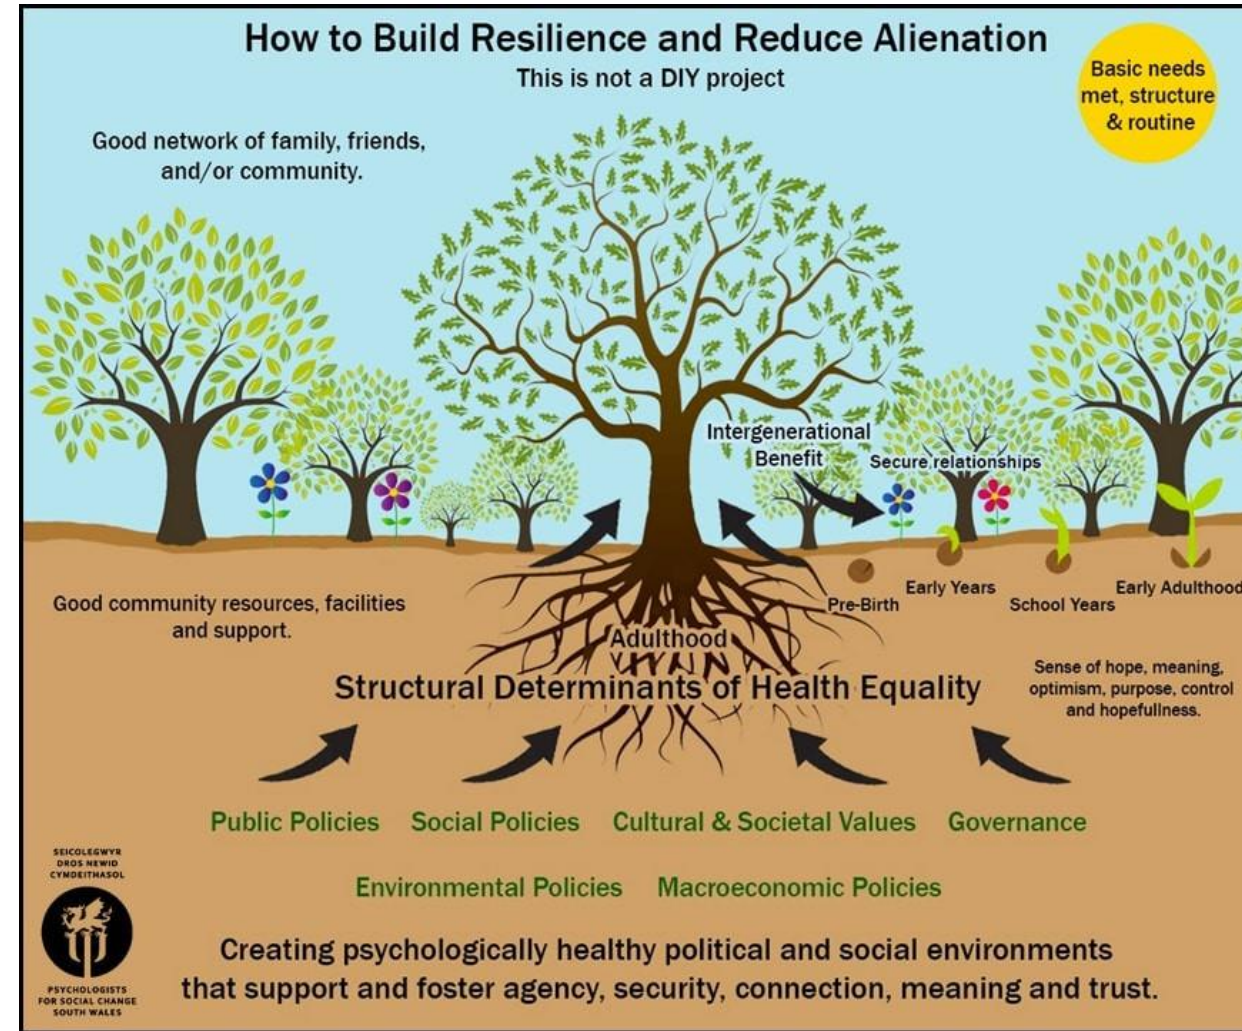 How to Build Resilience and Reduce Alienation
This is not a DIY project
Basic needs
met, structure
& routine
Good network of family, friends,
and/or community.
Intergenerational
Benefit
Secure relationships
Good community resources, facilities
and support.
Pre-Birth
Early Years
School Years
Early Adulthood
Adulthood
Structural Determinants of Health Equality
Sense of hope, meaning,
optimism, purpose, control
and hopefullness.
Public Policies
Social Policies
Cultural & Societal Values
Governance
Environmental Policies
Macroeconomic Policies
SEICOLEGWYR
DROS NEWID
CYMDEITHASOL
PSYCHOLOGISTS
FOR SOCIAL CHANGE
SOUTH WALES
Creating psychologically healthy political and social environments
that support and foster agency, security, connection, meaning and trust.